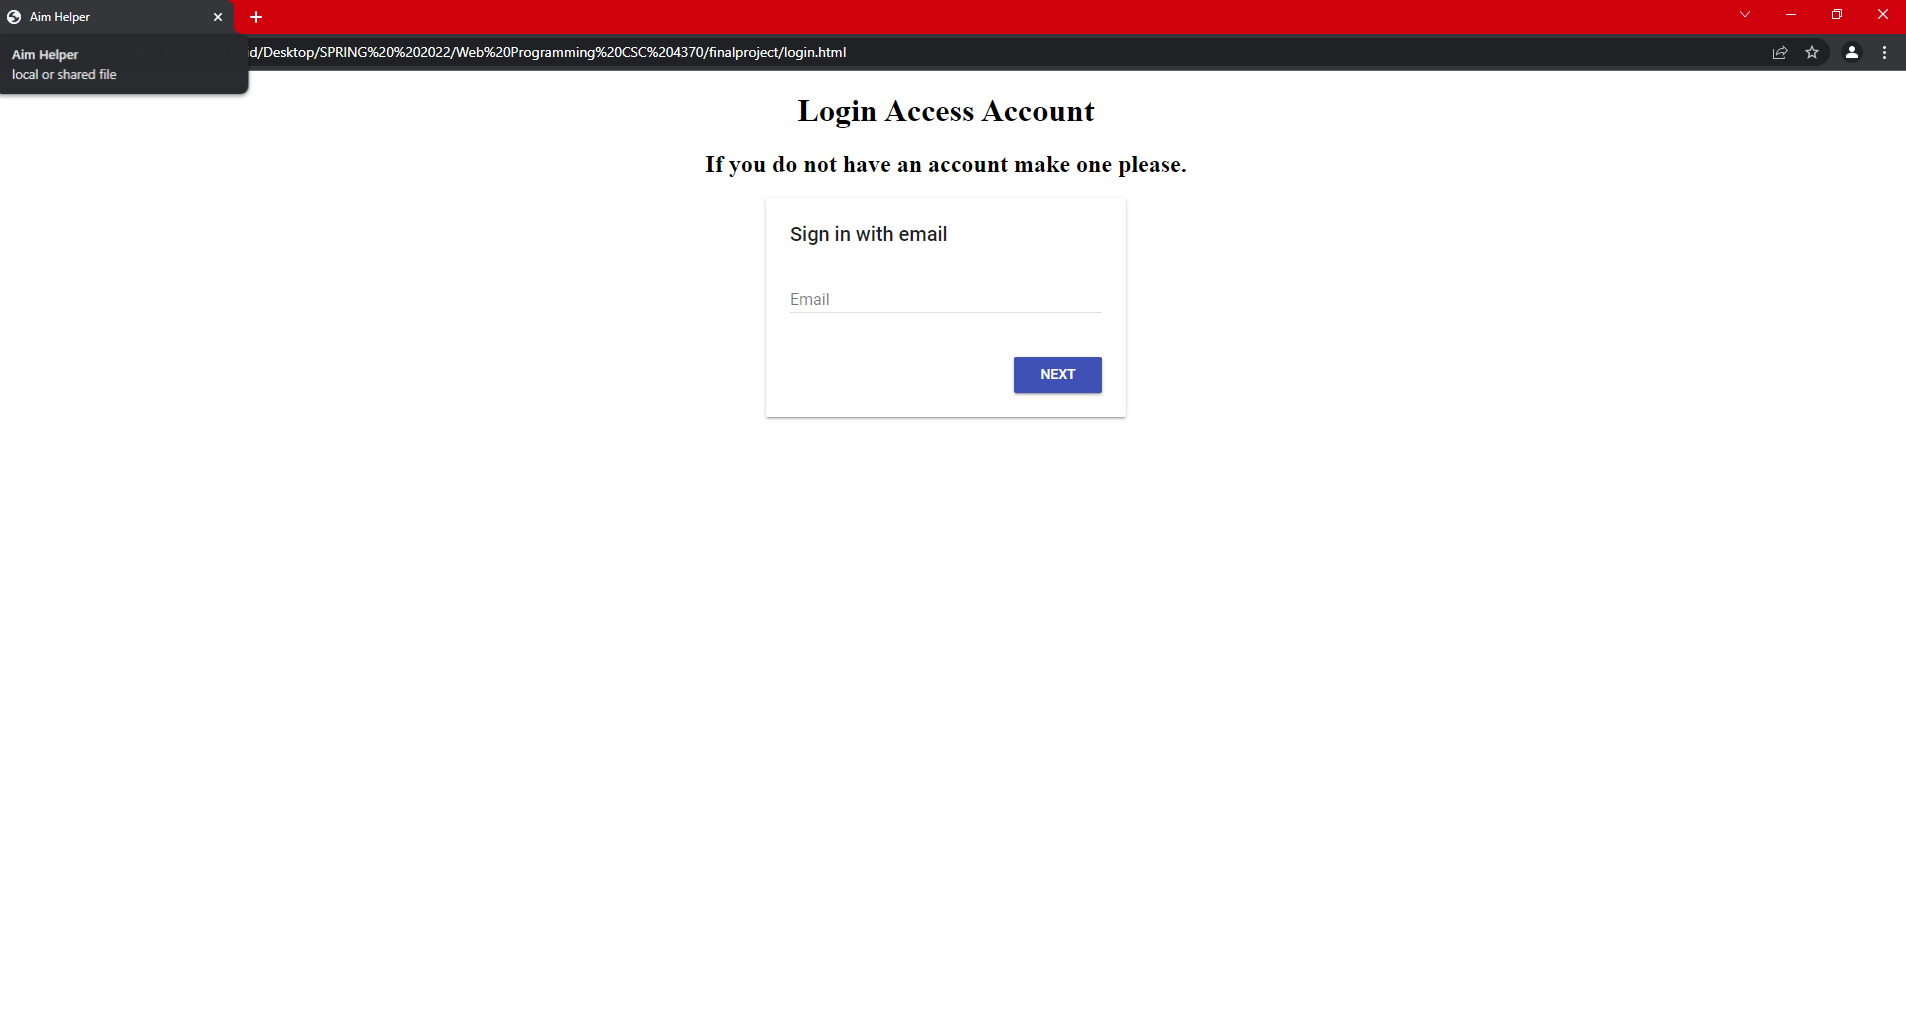 Aim Helper
Aim Helper
local or shared file
id/Desktop/SPRING%20%202022/Web%20Programming%20CSC%204370/finalproject/login.html
Login Access Account
If you do not have an account make one please.
Sign in with email
Email
NEXT